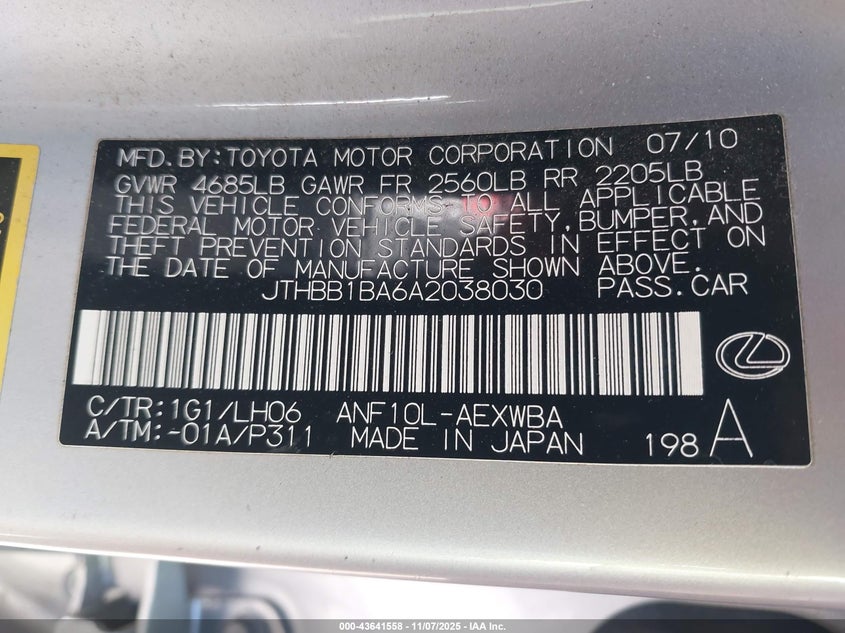 MFD.BY:TOYOTA MOTOR CORPORATION 07/10
GVWR 4685LB GAWR FR 2560LB RR 2205LB
THIS VEHICLE CONFORMS TO ALL APPLICABLE
FEDERAL MOTOR VEHICLE SAFETY,BUMPER,AND
THEFT PREVENTION STANDARDS IN EFFECT ON
THE DATE OF MANUFACTURE SHOWN ABOVE.
JTHBB1BA6A2038030 PASS.CAR
C/TR:1G1/LH06 ANF10L-AEXWBA
A/TM:-01A/P311 MADE IN JAPAN 198 A
000-43641558 - 11/07/2025 - IAA Inc.